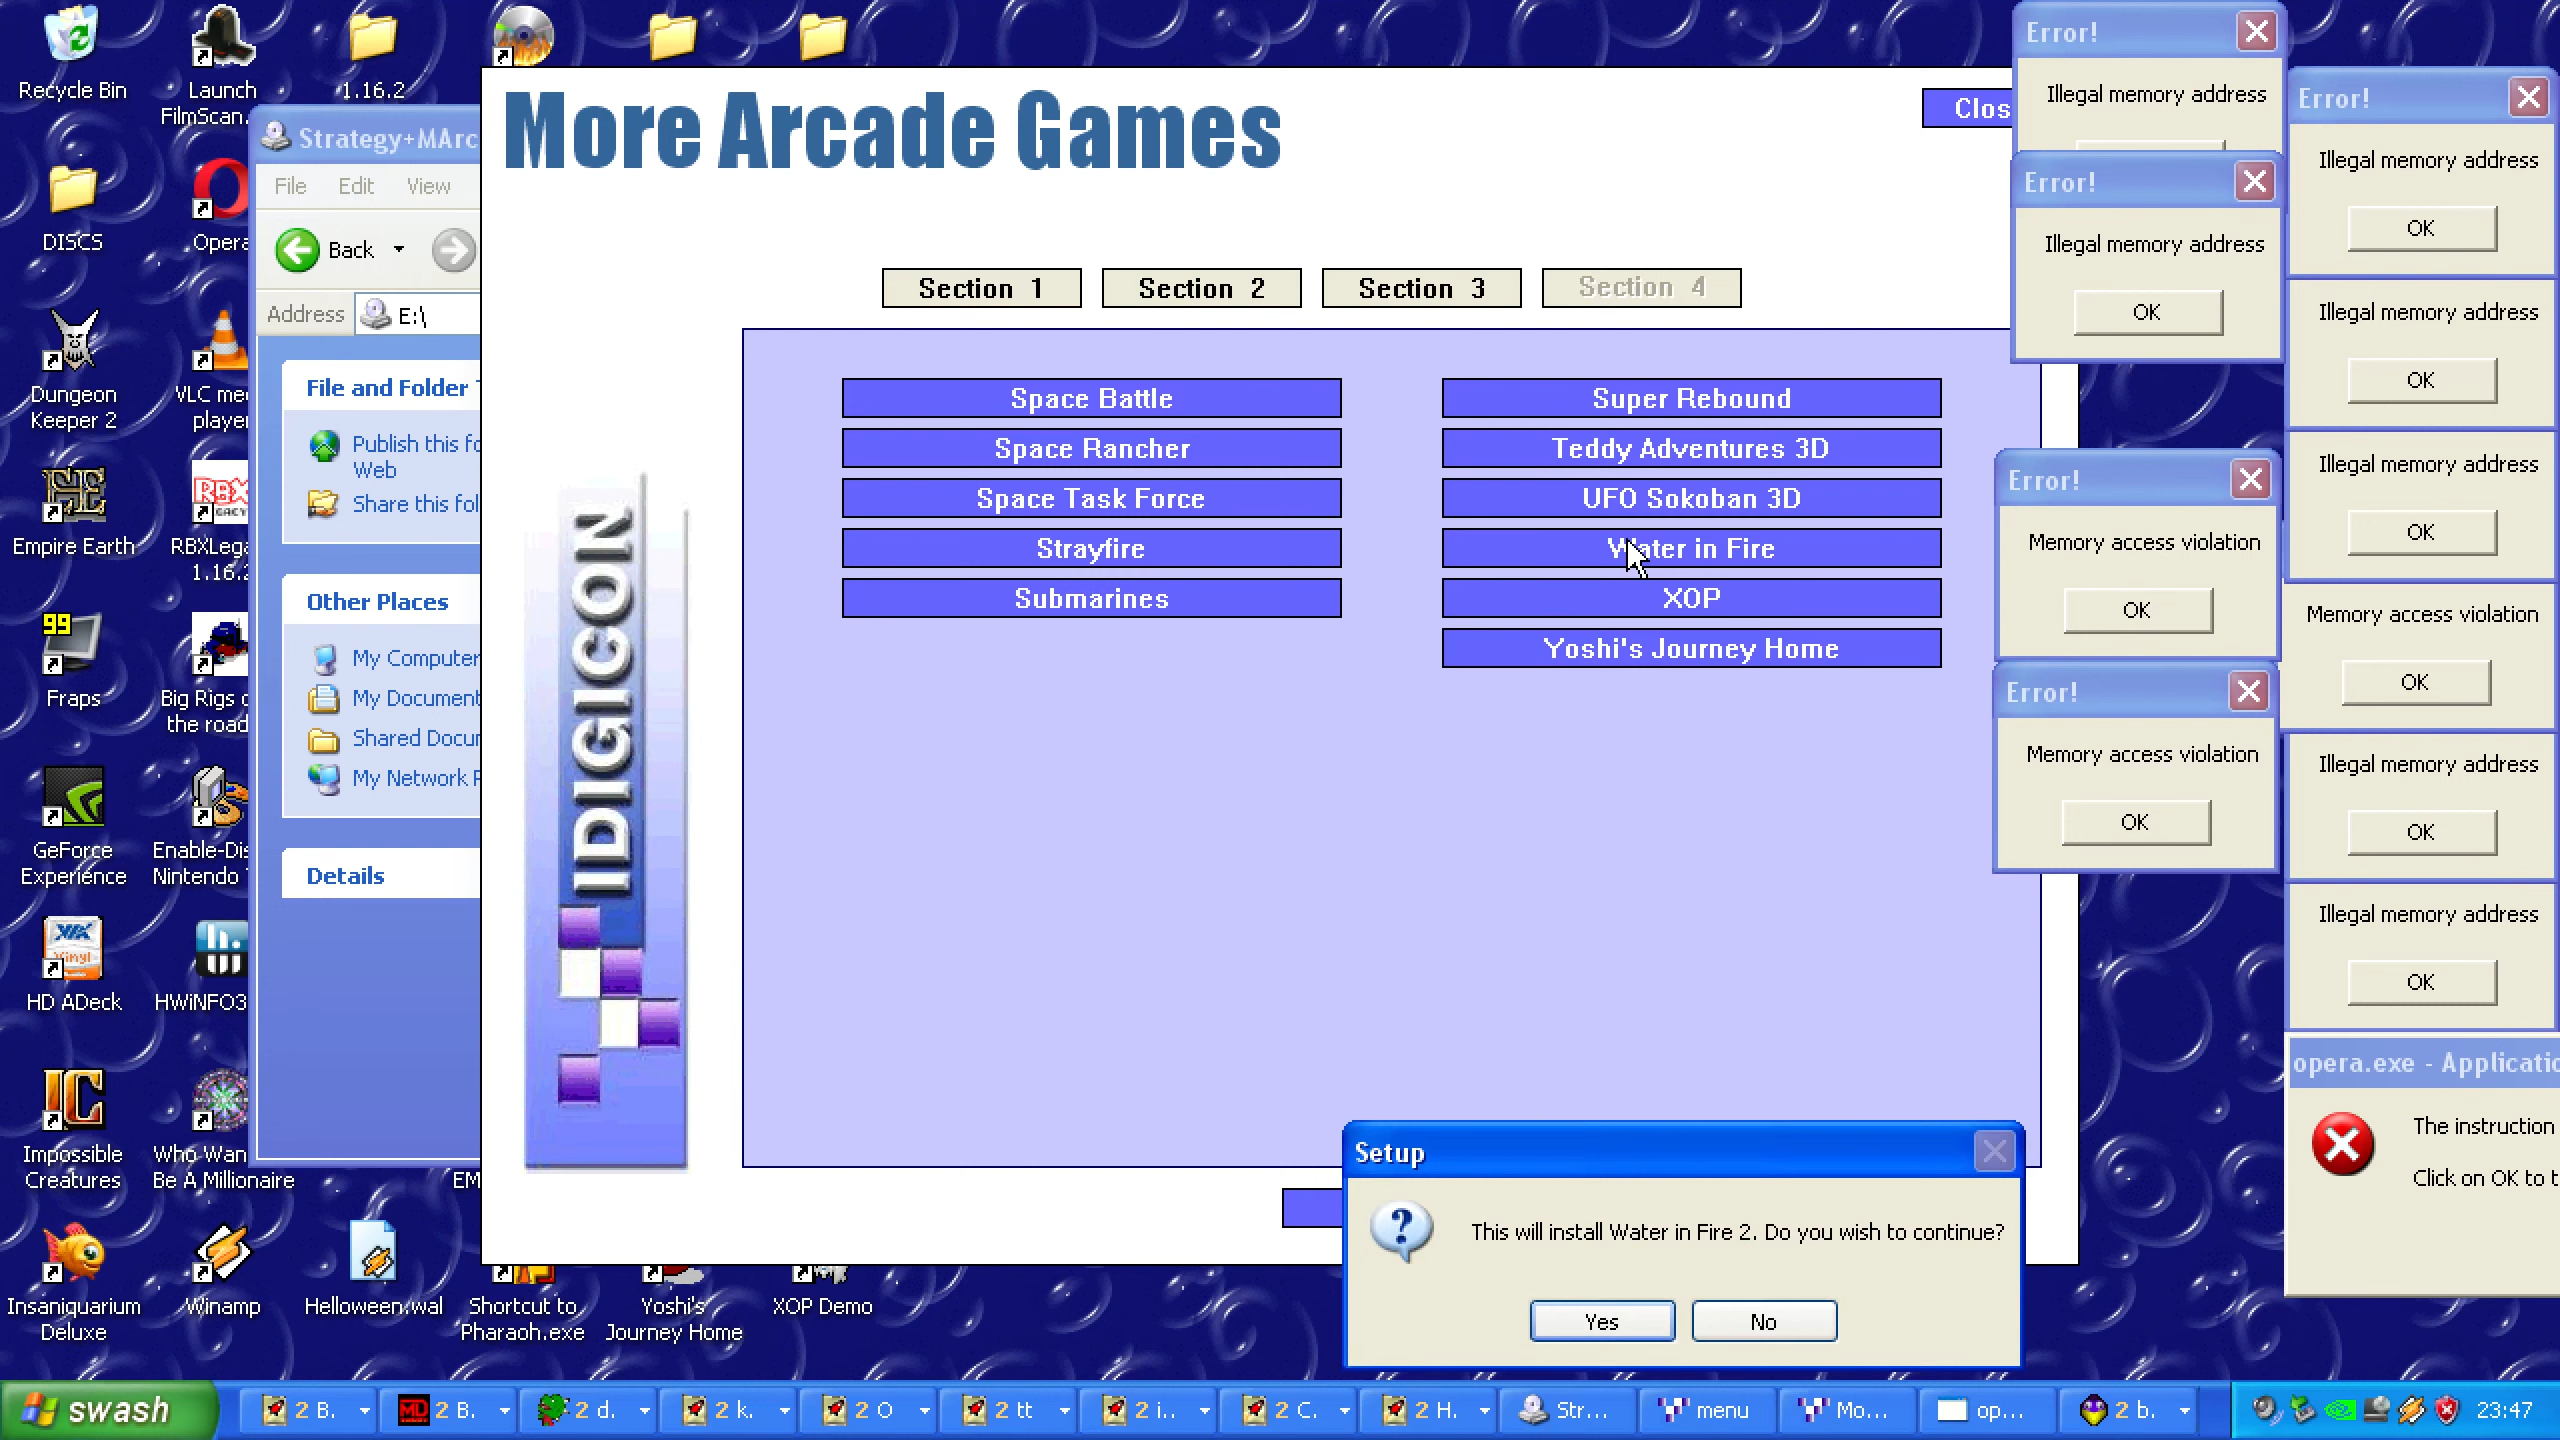 Recycle Bin
Launch
FilmScan.
1.16.2
DISCS
Opera
Dungeon
Keeper 2
VLC me
player
Empire Earth
RBX
RBXLega
1.16.2
99
Fraps
Big Rigs o
the road
GeForce
Experience
Enable-Dis
Nintendo
VIA
Vinyl
HD ADeck
HWiNFO3
IC
Impossible
Creatures
Who Wan
Be A Millionaire
EM
Insaniquarium
Deluxe
Winamp
Helloween.wal
Shortcut to
Pharaoh.exe
Yoshi's
Journey Home
XOP Demo
Strategy+MArc
File
Edit
View
Back
Address
E:\
File and Folder T
Publish this fo
Web
Share this fol
Other Places
My Computer
My Document
Shared Docu
My Network P
Details
More Arcade Games
Clos
Section 1
Section 2
Section 3
Section 4
Space Battle
Space Rancher
Space Task Force
Strayfire
Submarines
Super Rebound
Teddy Adventures 3D
UFO Sokoban 3D
Water in Fire
XOP
Yoshi's Journey Home
IDIGICON
Setup
This will install Water in Fire 2. Do you wish to continue?
Yes
No
Error!
Illegal memory address
Error!
Illegal memory address
OK
Error!
Memory access violation
OK
Error!
Memory access violation
OK
Error!
Illegal memory address
OK
Illegal memory address
OK
Illegal memory address
OK
Memory access violation
OK
Illegal memory address
OK
Illegal memory address
OK
opera.exe - Applicatio
The instruction
Click on OK to t
swash
2 B.
MD
2 B.
2 d.
2 k.
2 O
2 tt
2 i..
2 C.
2 H.
Str...
menu
Mo...
op...
2 b.
23:47